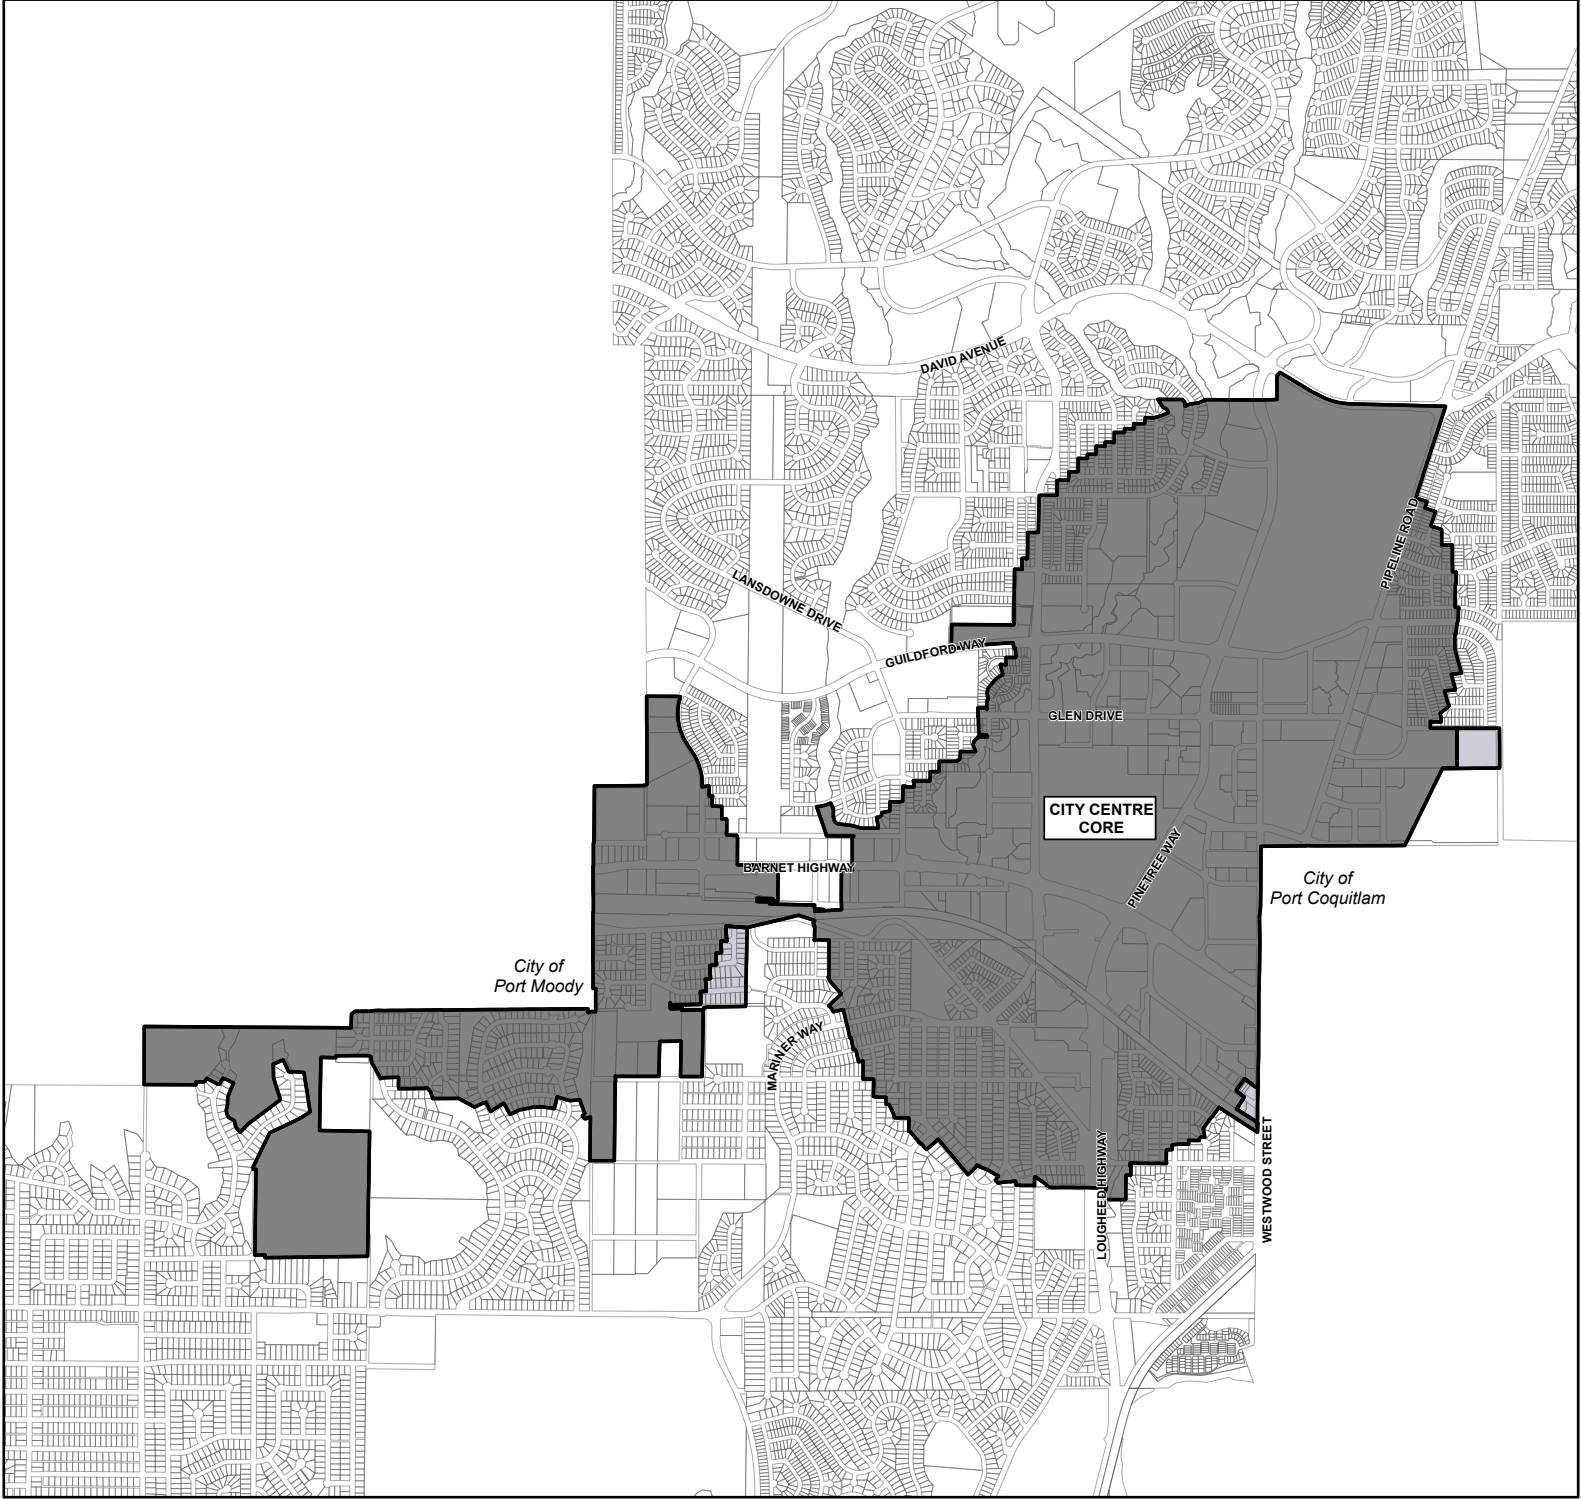 DAVID AVENUE
PIPELINE ROAD
LANSDOWNE DRIVE
GUILDFORD WAY
GLEN DRIVE
CITY CENTRE
CORE
PINETREE WAY
BARNET HIGHWAY
City of
Port Coquitlam
City of
Port Moody
MARINER WAY
LOUGHEED HIGHWAY
WESTWOOD STREET